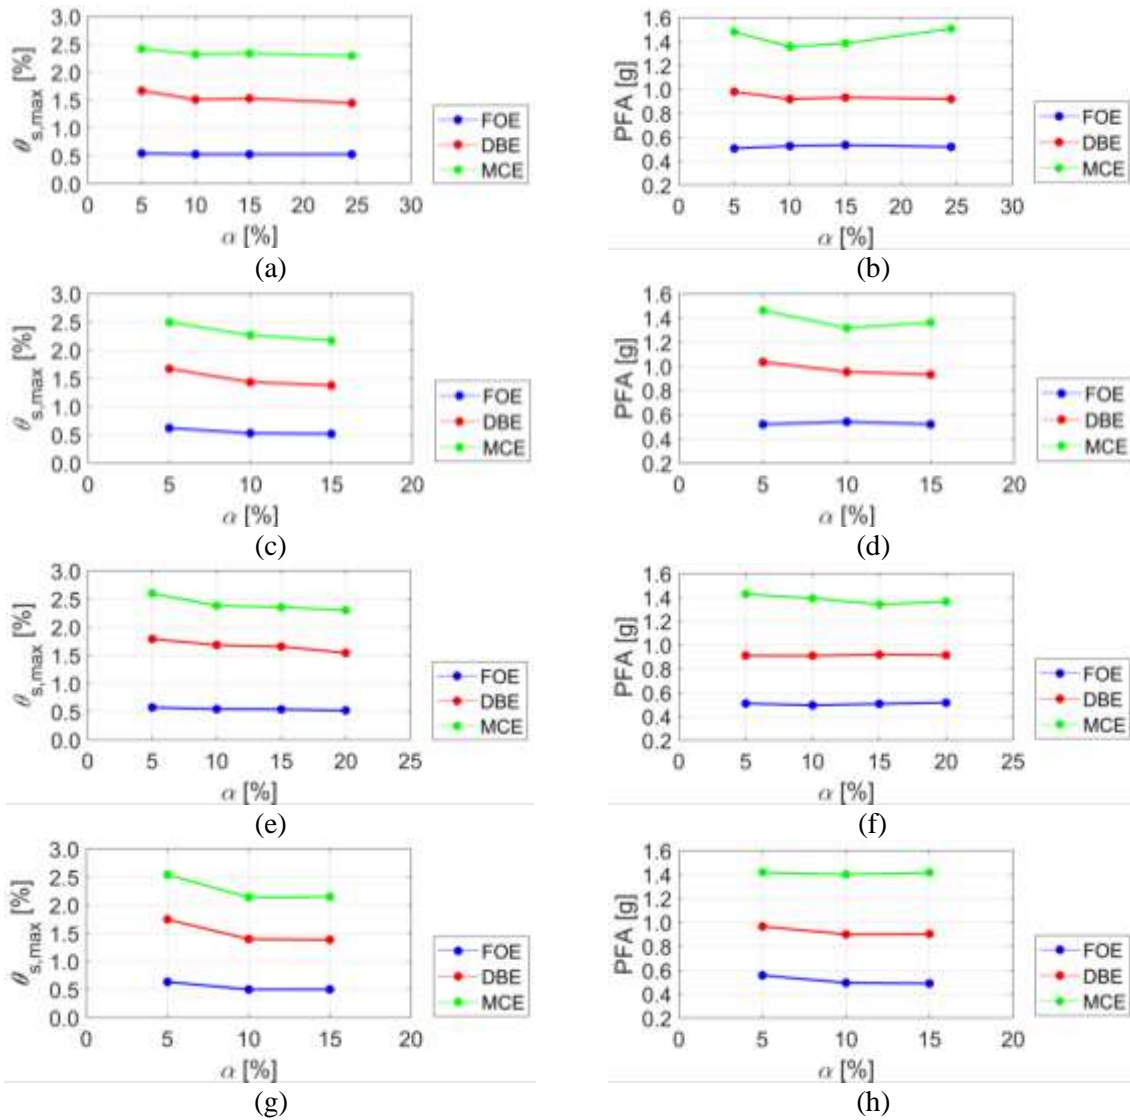 θs,max [%]
3.0
2.5
2.0
1.5
1.0
0.5
0.0
0 5 10 15 20 25 30
α [%]
FOE
DBE
MCE
(a)
PFA [g]
1.6
1.4
1.2
1.0
0.8
0.6
0.4
0.2
0 5 10 15 20 25 30
α [%]
FOE
DBE
MCE
(b)
θs,max [%]
3.0
2.5
2.0
1.5
1.0
0.5
0.0
0 5 10 15 20
α [%]
FOE
DBE
MCE
(c)
PFA [g]
1.6
1.4
1.2
1.0
0.8
0.6
0.4
0.2
0 5 10 15 20
α [%]
FOE
DBE
MCE
(d)
θs,max [%]
3.0
2.5
2.0
1.5
1.0
0.5
0.0
0 5 10 15 20 25
α [%]
FOE
DBE
MCE
(e)
PFA [g]
1.6
1.4
1.2
1.0
0.8
0.6
0.4
0.2
0 5 10 15 20 25
α [%]
FOE
DBE
MCE
(f)
θs,max [%]
3.0
2.5
2.0
1.5
1.0
0.5
0.0
0 5 10 15 20
α [%]
FOE
DBE
MCE
(g)
PFA [g]
1.6
1.4
1.2
1.0
0.8
0.6
0.4
0.2
0 5 10 15 20
α [%]
FOE
DBE
MCE
(h)